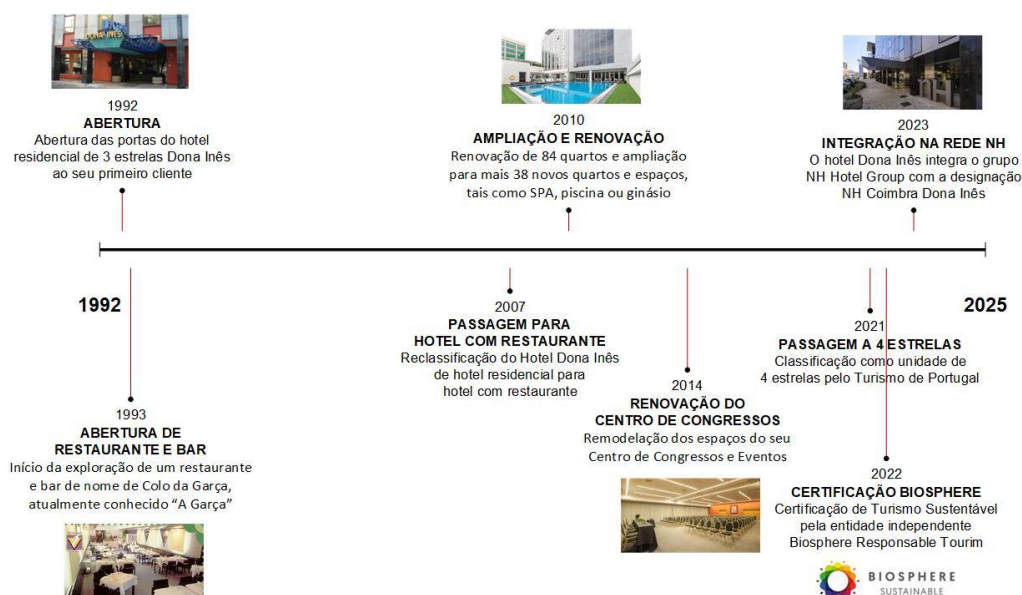 DONA INÊS
1992
ABERTURA
Abertura das portas do hotel
residencial de 3 estrelas Dona Inês
ao seu primeiro cliente
2010
AMPLIAÇÃO E RENOVAÇÃO
Renovação de 84 quartos e ampliação
para mais 38 novos quartos e espaços,
tais como SPA, piscina ou ginásio
2023
INTEGRAÇÃO NA REDE NH
O hotel Dona Inês integra o grupo
NH Hotel Group com a designação
NH Coimbra Dona Inês
1992
2025
1993
ABERTURA DE
RESTAURANTE E BAR
Início da exploração de um restaurante
e bar de nome de Colo da Garça,
atualmente conhecido “A Garça”
2007
PASSAGEM PARA
HOTEL COM RESTAURANTE
Reclassificação do Hotel Dona Inês
de hotel residencial para
hotel com restaurante
2014
RENOVAÇÃO DO
CENTRO DE CONGRESSOS
Remodelação dos espaços do seu
Centro de Congressos e Eventos
2021
PASSAGEM A 4 ESTRELAS
Classificação como unidade de
4 estrelas pelo Turismo de Portugal
2022
CERTIFICAÇÃO BIOSPHERE
Certificação de Turismo Sustentável
pela entidade independente
Biosphere Responsable Tourim
BIOSPHERE
SUSTAINABLE